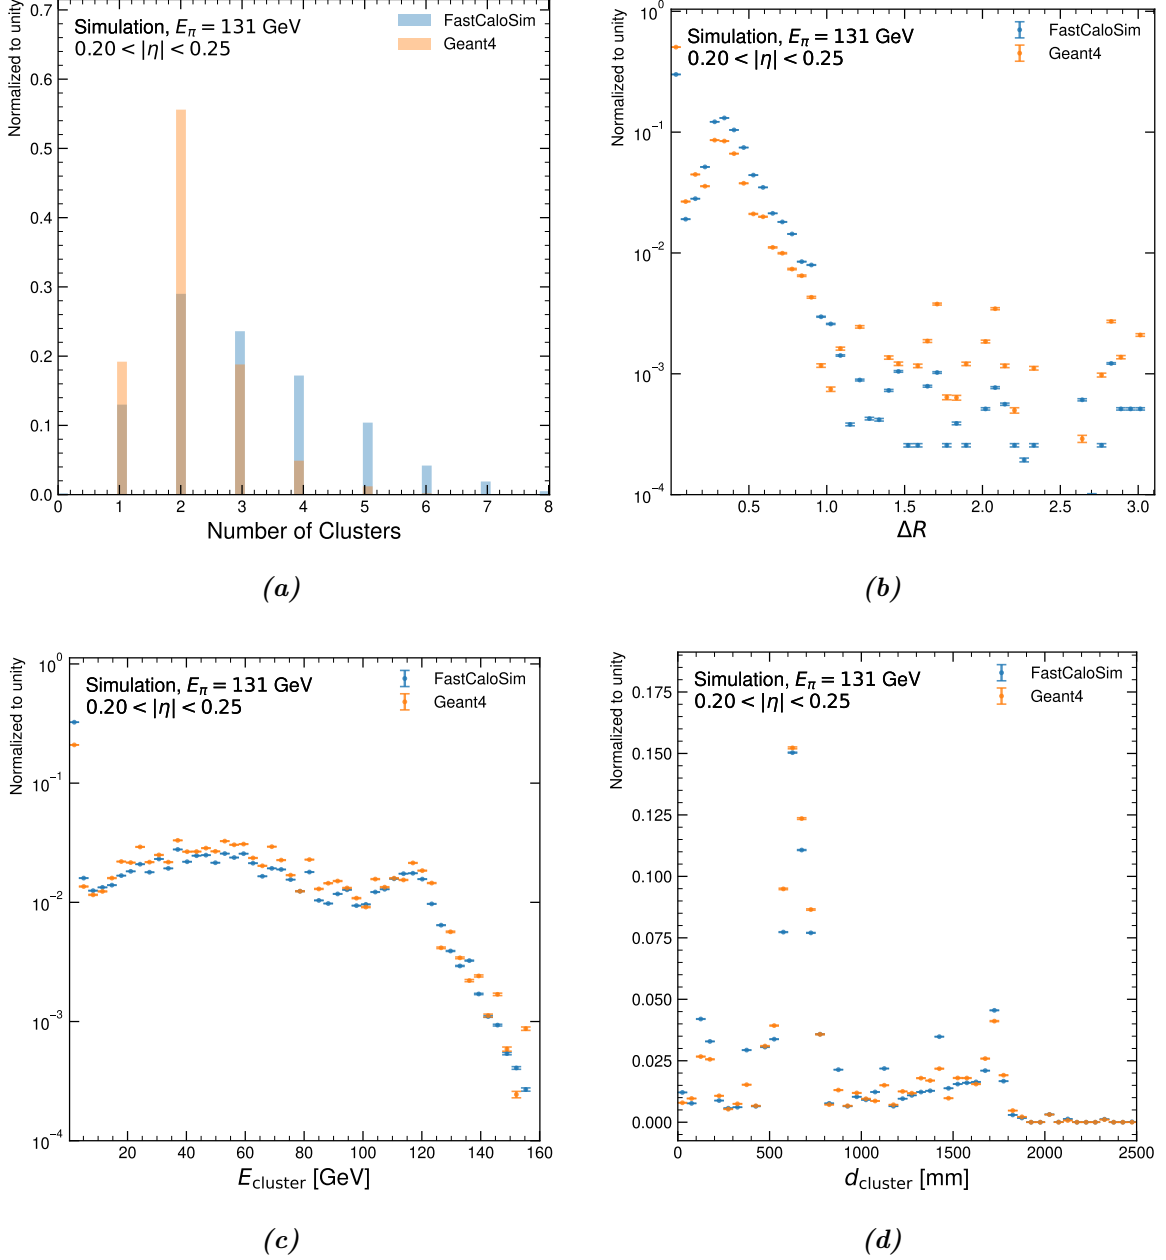 Normalized to unity
0.7
0.6
0.5
0.4
0.3
0.2
0.1
0.0
Simulation, E_π = 131 GeV
0.20 < |η| < 0.25
FastCaloSim
Geant4
0 1 2 3 4 5 6 7 8
Number of Clusters
(a)
Normalized to unity
10^0
10^−1
10^−2
10^−3
10^−4
Simulation, E_π = 131 GeV
0.20 < |η| < 0.25
FastCaloSim
Geant4
0.5 1.0 1.5 2.0 2.5 3.0
ΔR
(b)
Normalized to unity
10^0
10^−1
10^−2
10^−3
10^−4
Simulation, E_π = 131 GeV
0.20 < |η| < 0.25
FastCaloSim
Geant4
20 40 60 80 100 120 140 160
E_cluster [GeV]
(c)
Normalized to unity
0.175
0.150
0.125
0.100
0.075
0.050
0.025
0.000
Simulation, E_π = 131 GeV
0.20 < |η| < 0.25
FastCaloSim
Geant4
0 500 1000 1500 2000 2500
d_cluster [mm]
(d)